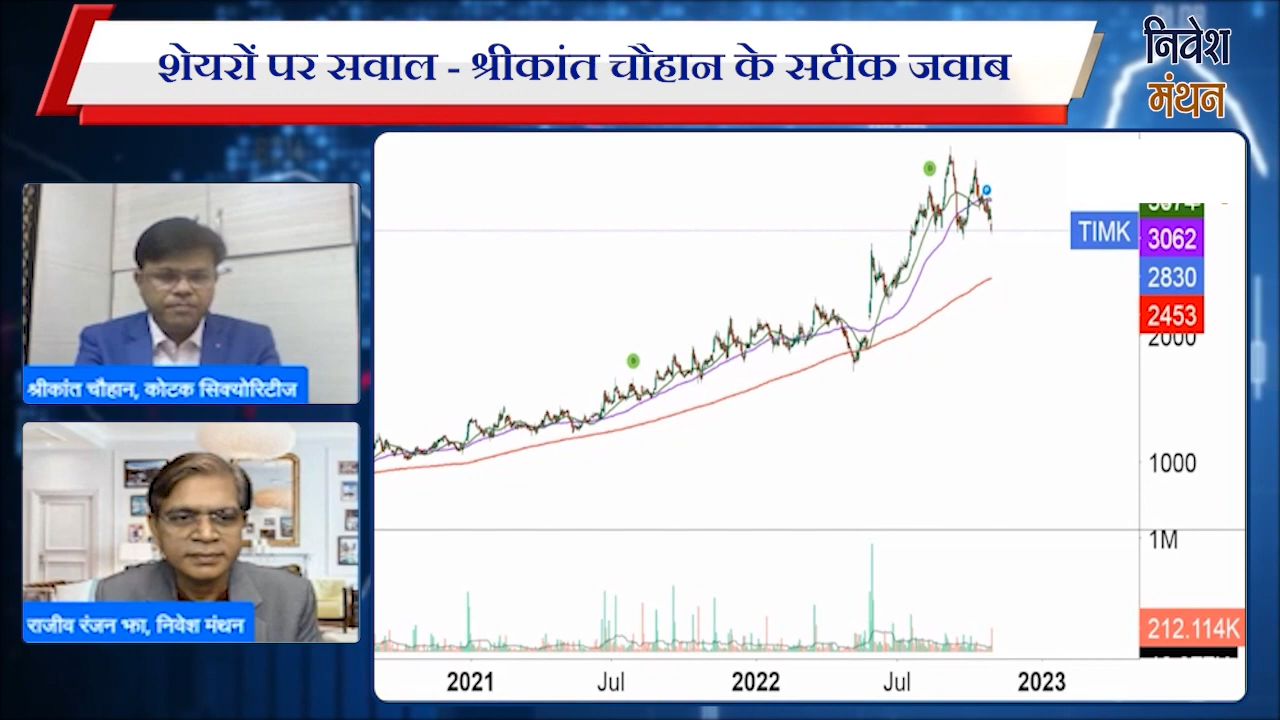 शेयरों पर सवाल - श्रीकांत चौहान के सटीक जवाब
निवेश
मंथन
श्रीकांत चौहान, कोटक सिक्योरिटीज
राजीव रंजन झा, निवेश मंथन
TIMK
3062
2830
2453
2000
1000
1M
212.114K
2021
Jul
2022
Jul
2023